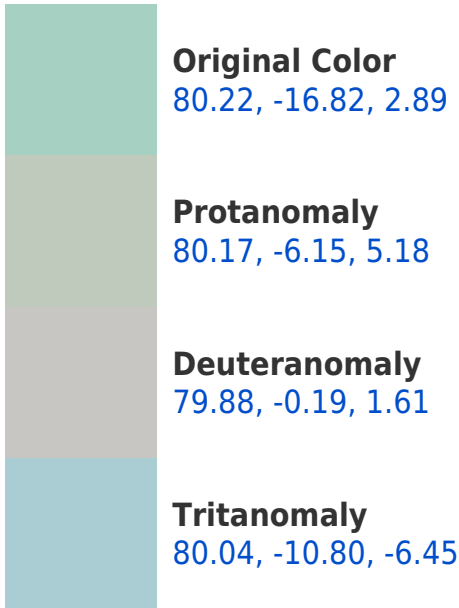 Original Color
80.22, -16.82, 2.89
Protanomaly
80.17, -6.15, 5.18
Deuteranomaly
79.88, -0.19, 1.61
Tritanomaly
80.04, -10.80, -6.45